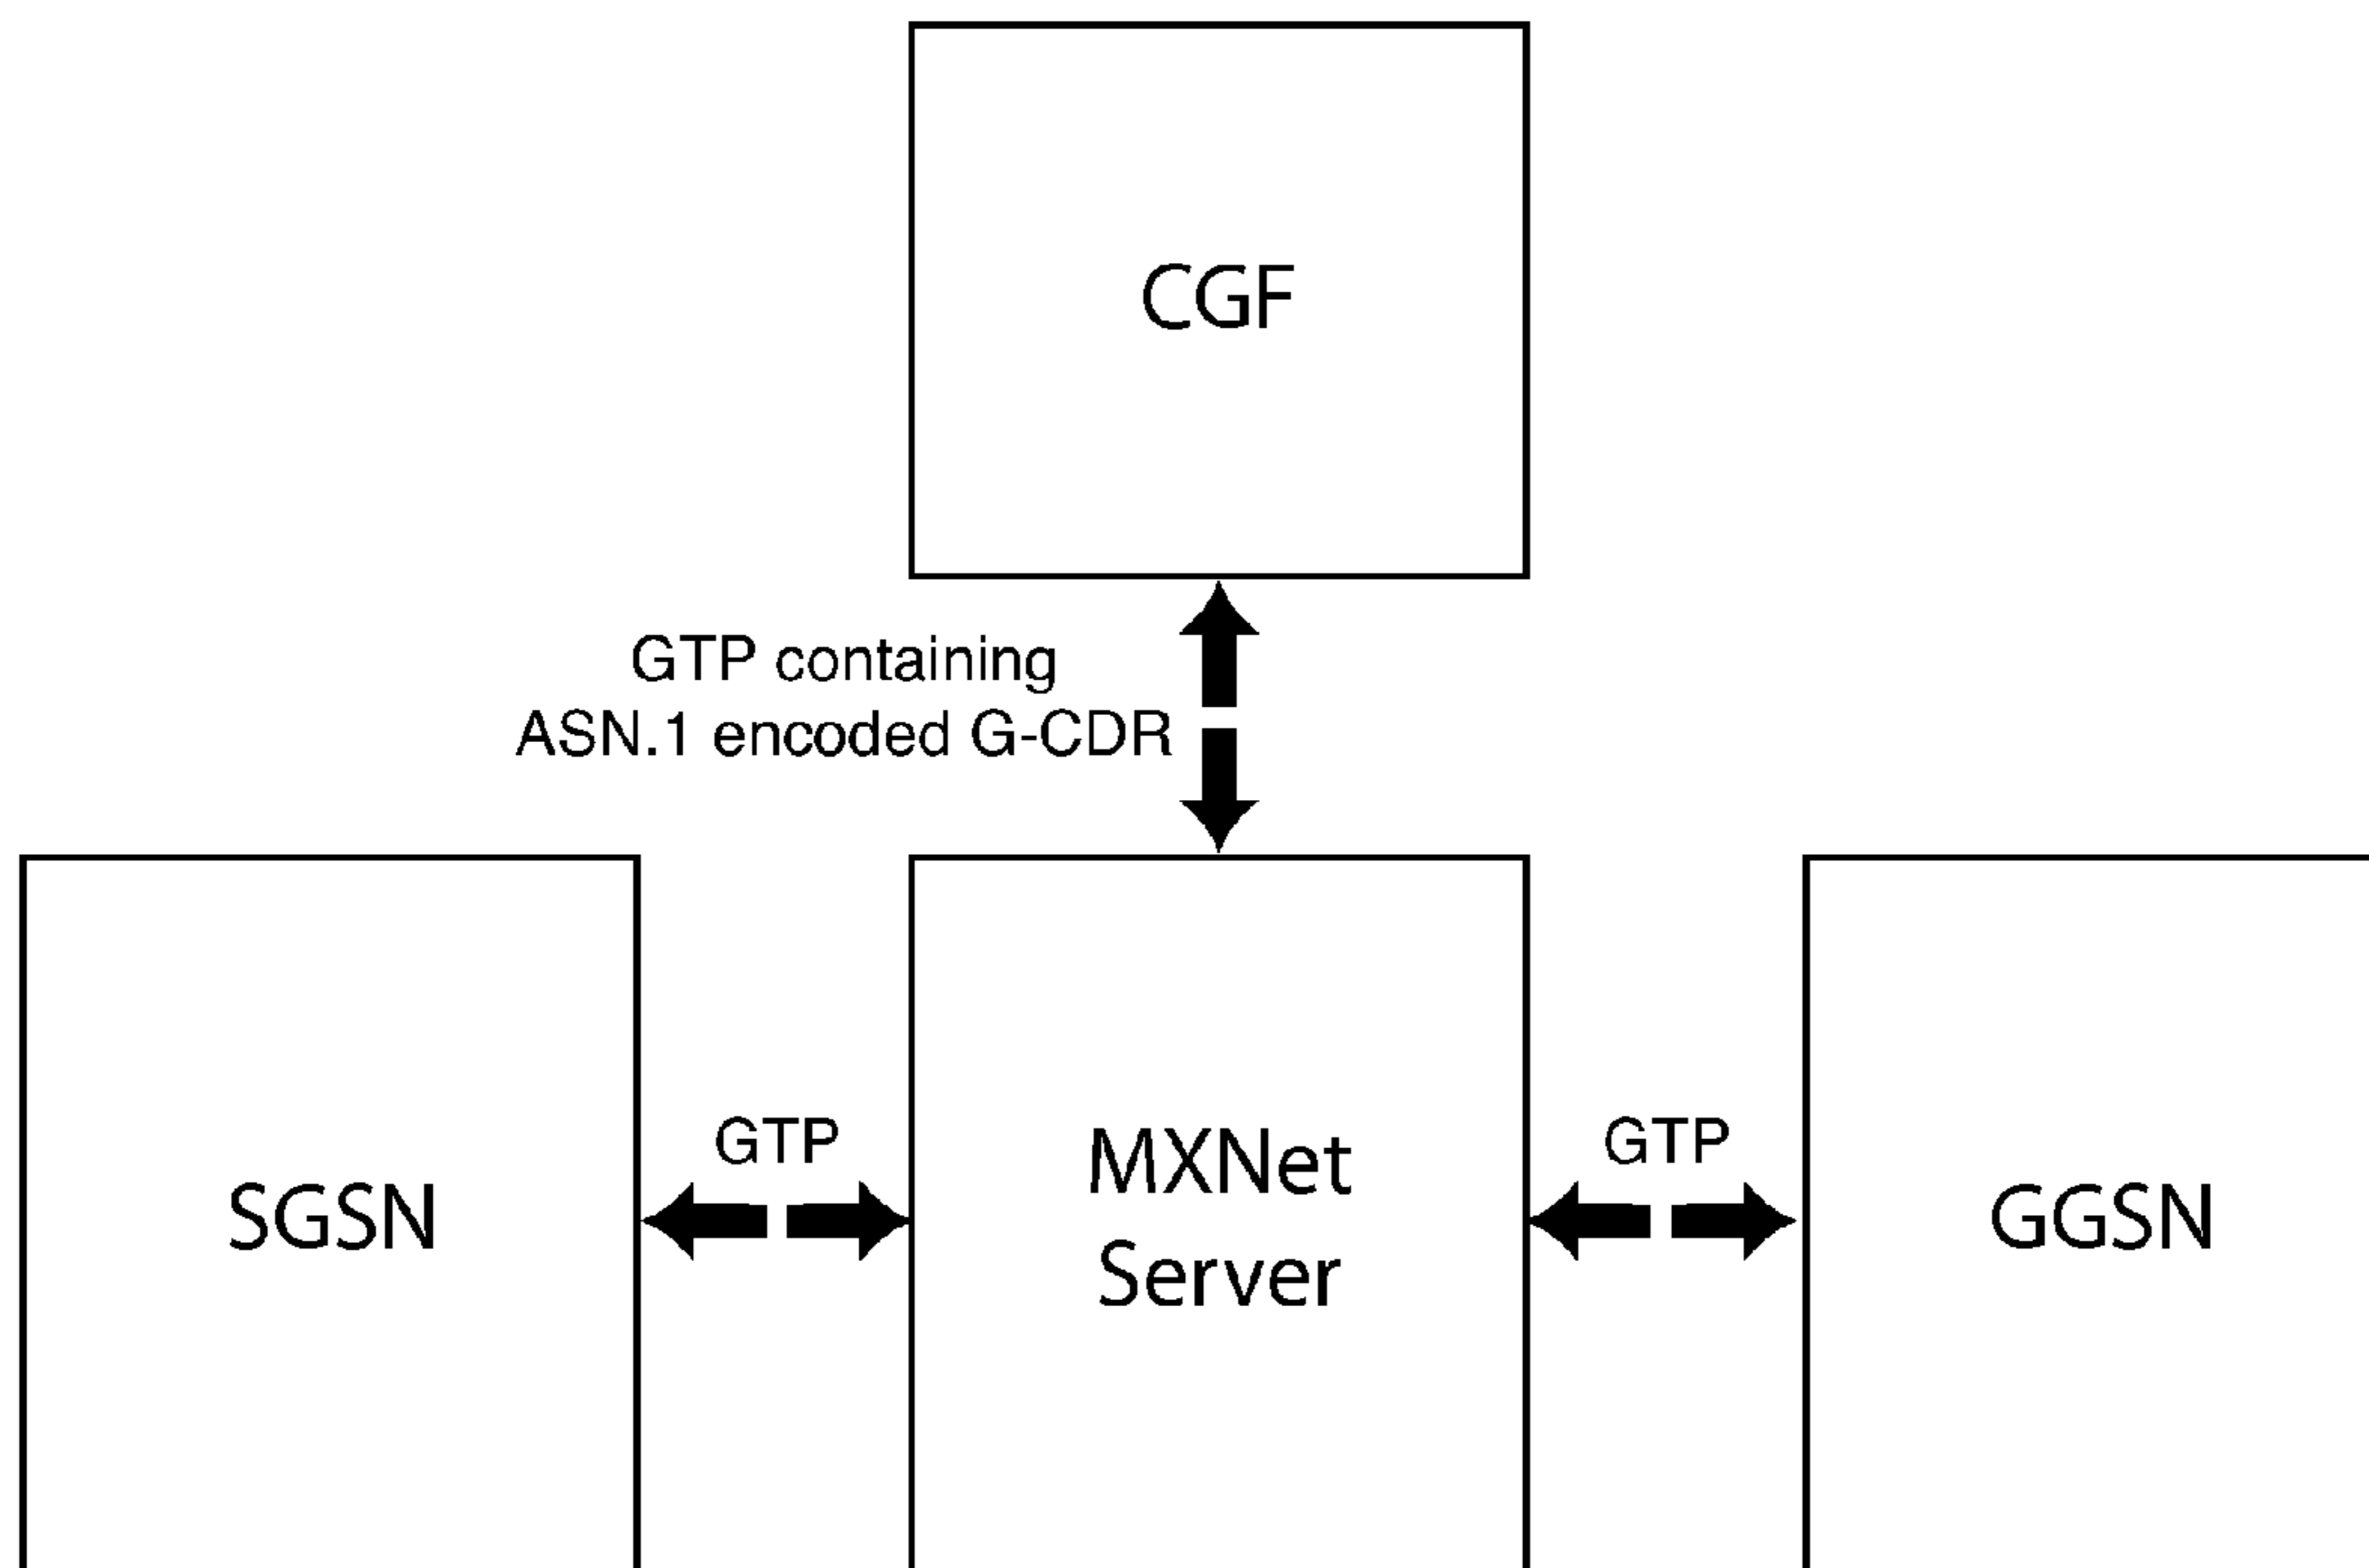 CGF
GTP containing
ASN.1 encoded G-CDR
SGSN
GTP
MXNet
Server
GTP
GGSN